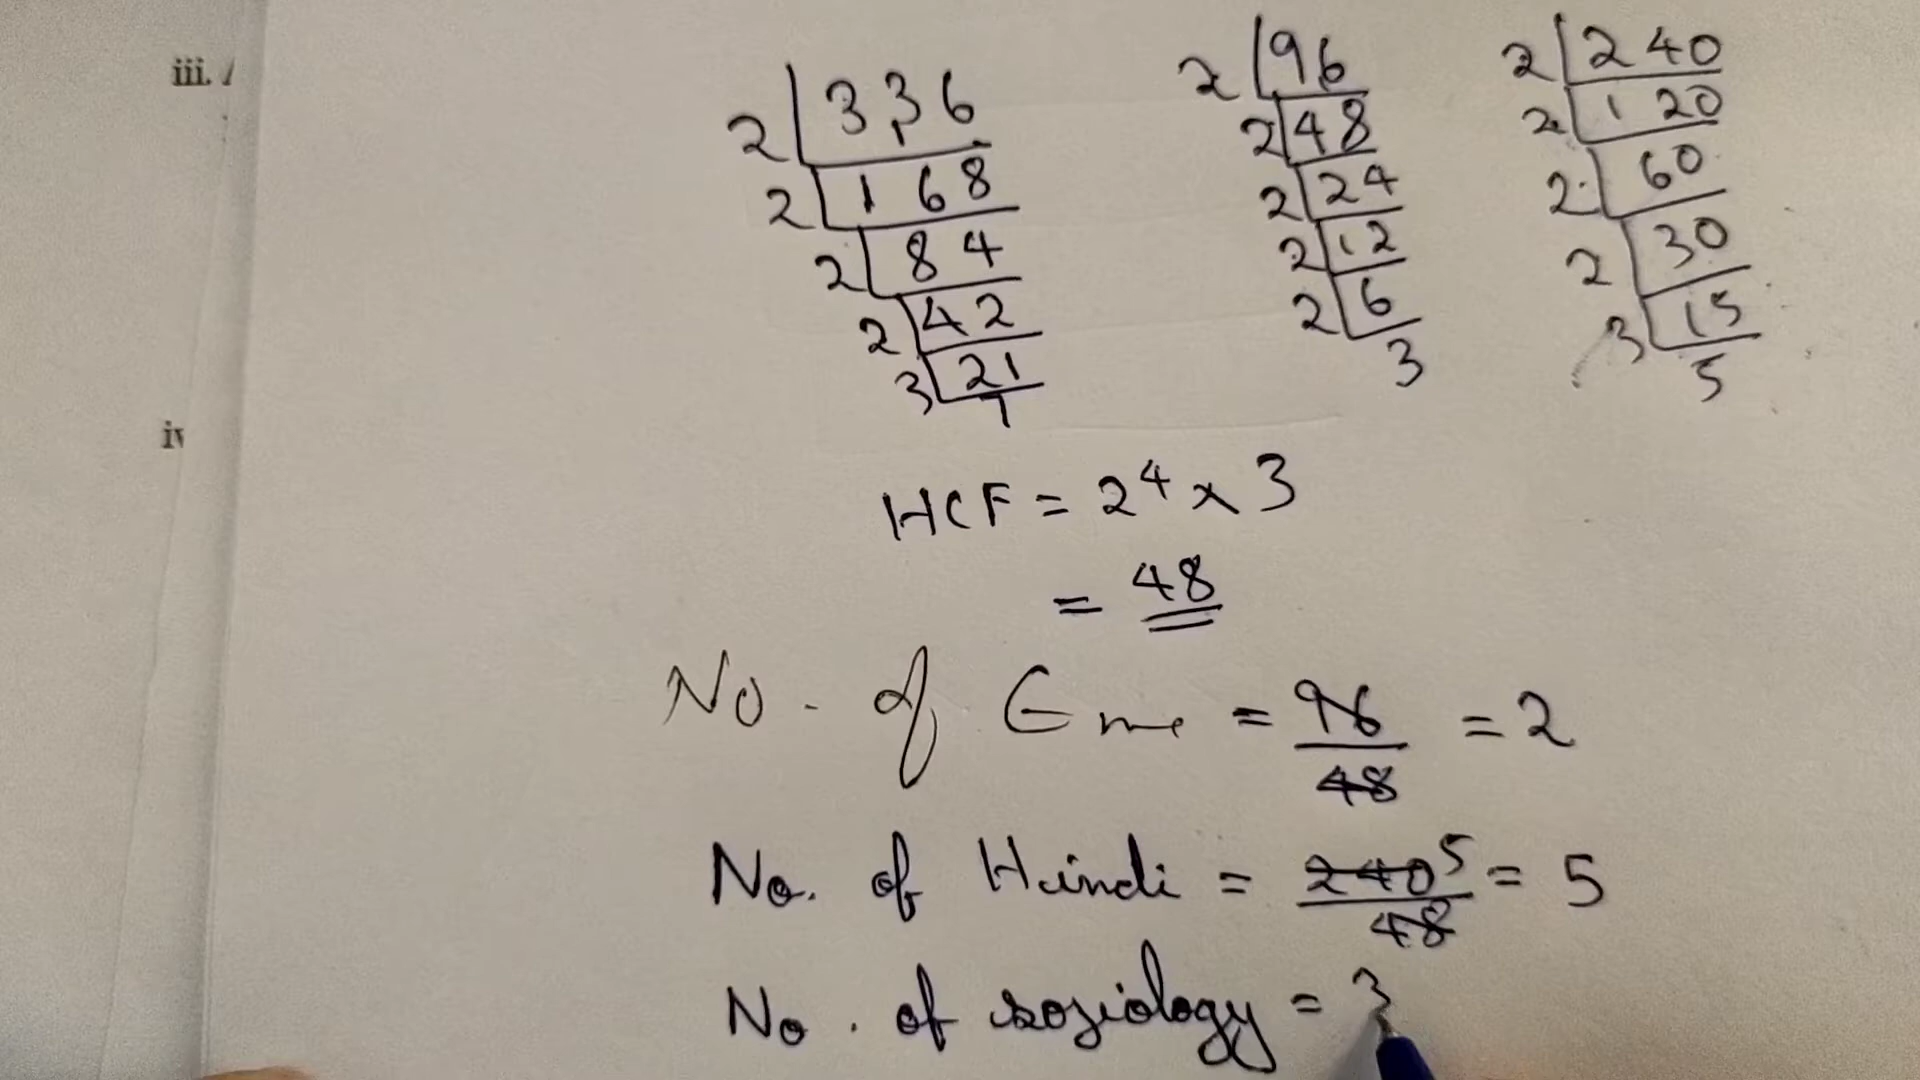 iii.
iv
2 | 336
2 | 168
2 | 84
2 | 42
3 | 21
7
2 | 96
2 | 48
2 | 24
2 | 12
2 | 6
3
2 | 240
2 | 120
2 | 60
2 | 30
3 | 15
5
HCF = 2⁴ x 3
= 48
No. of = 96/48 = 2
No. of Hindi = 240 5/48 = 5
No. of soziology = 3